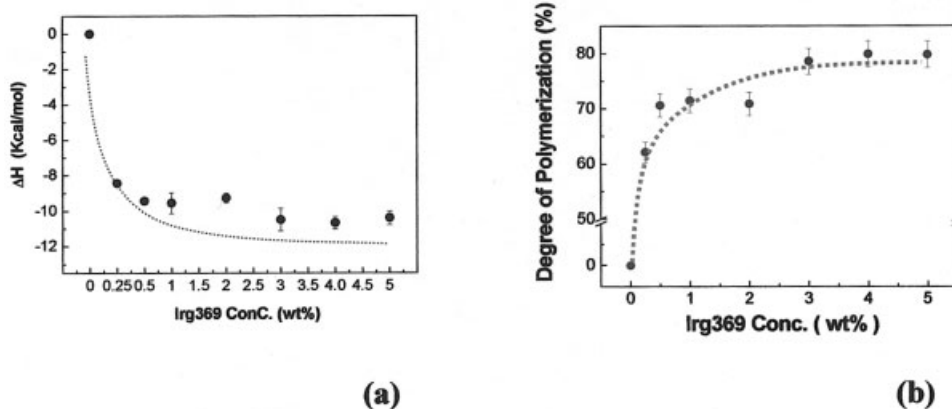 0
-2
-4
-6
-8
-10
-12
ΔH (Kcal/mol)
0 0.25 0.5 1 1.5 2 2.5 3 3.5 4.0 4.5 5
Irg369 ConC. (wt%)
(a)
80
70
60
50
0
Degree of Polymerization (%)
0 1 2 3 4 5
Irg369 Conc. ( wt% )
(b)